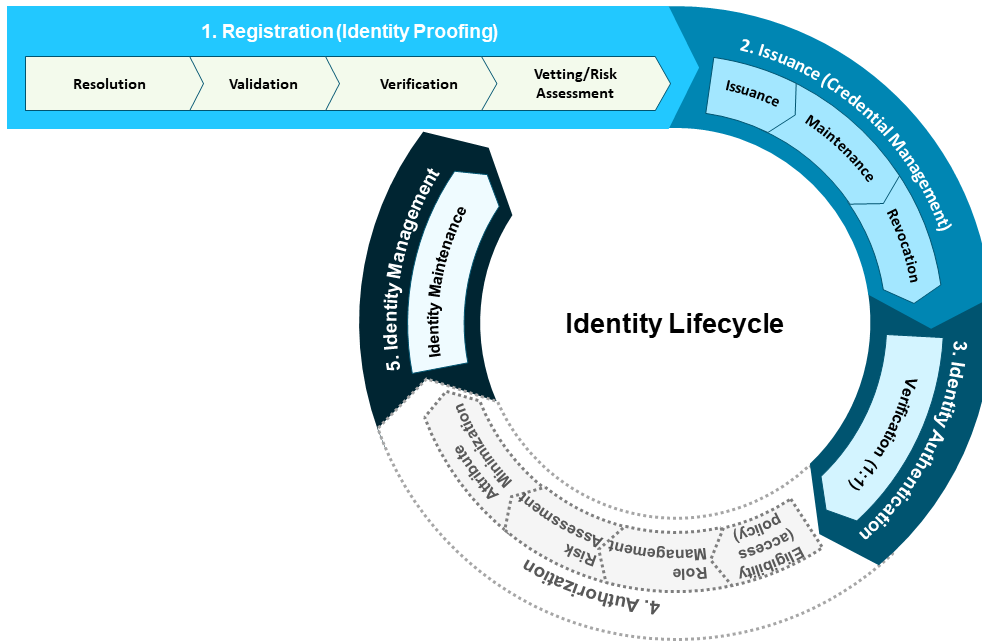 1. Registration (Identity Proofing)
Resolution
Validation
Verification
Vetting/Risk
Assessment
2. Issuance (Credential Management)
Issuance
Maintenance
Revocation
3. Identity Authentication
Verification (1:1)
4. Authorization
Eligibility
(access
policy)
Role
Management
Risk
Assessment
Attribute
Minimization
5. Identity Management
Identity Maintenance
Identity Lifecycle